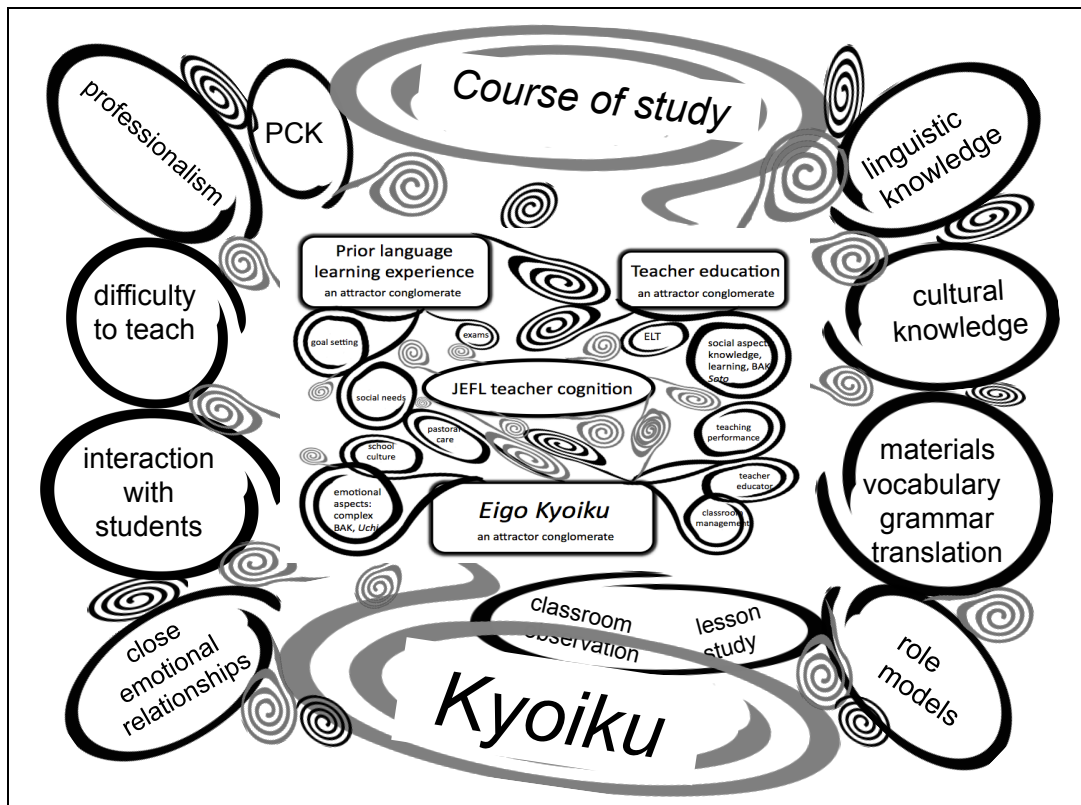 professionalism
PCK
Course of study
linguistic
knowledge
difficulty
to teach
Prior language
learning experience
an attractor conglomerate
Teacher education
an attractor conglomerate
cultural
knowledge
goal setting
exams
ELT
social aspect:
knowledge,
learning, BAK
Soto
JEFL teacher cognition
social needs
pastoral
care
teaching
performance
interaction
with
students
school
culture
teacher
educator
materials
vocabulary
grammar
translation
emotional
aspects:
complex
BAK, Uchi
Eigo Kyoiku
an attractor conglomerate
classroom
management
close
emotional
relationships
classroom
observation
lesson
study
role
models
Kyoiku